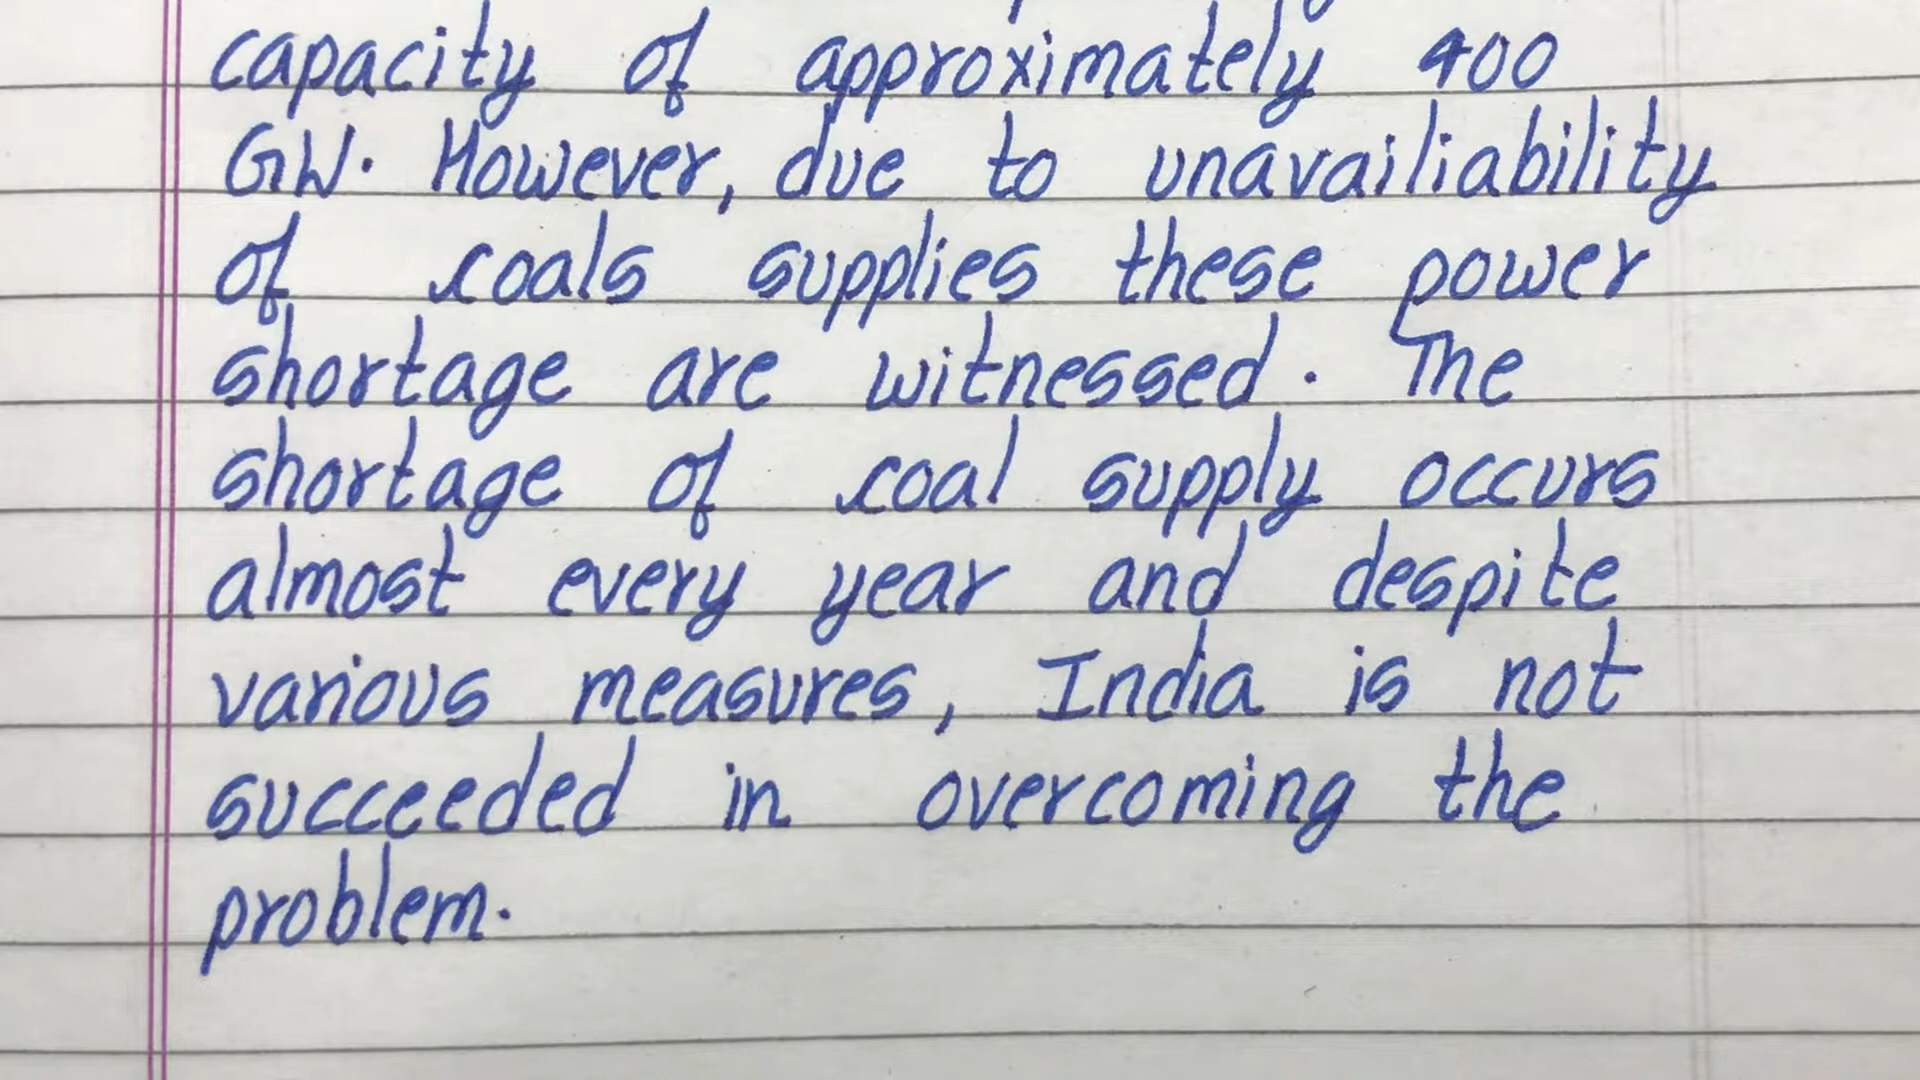 capacity of approximately 400
GW. However, due to unavailiability
of coals supplies these power
shortage are witnessed. The
shortage of coal supply occurs
almost every year and despite
various measures, India is not
succeeded in overcoming the
problem.